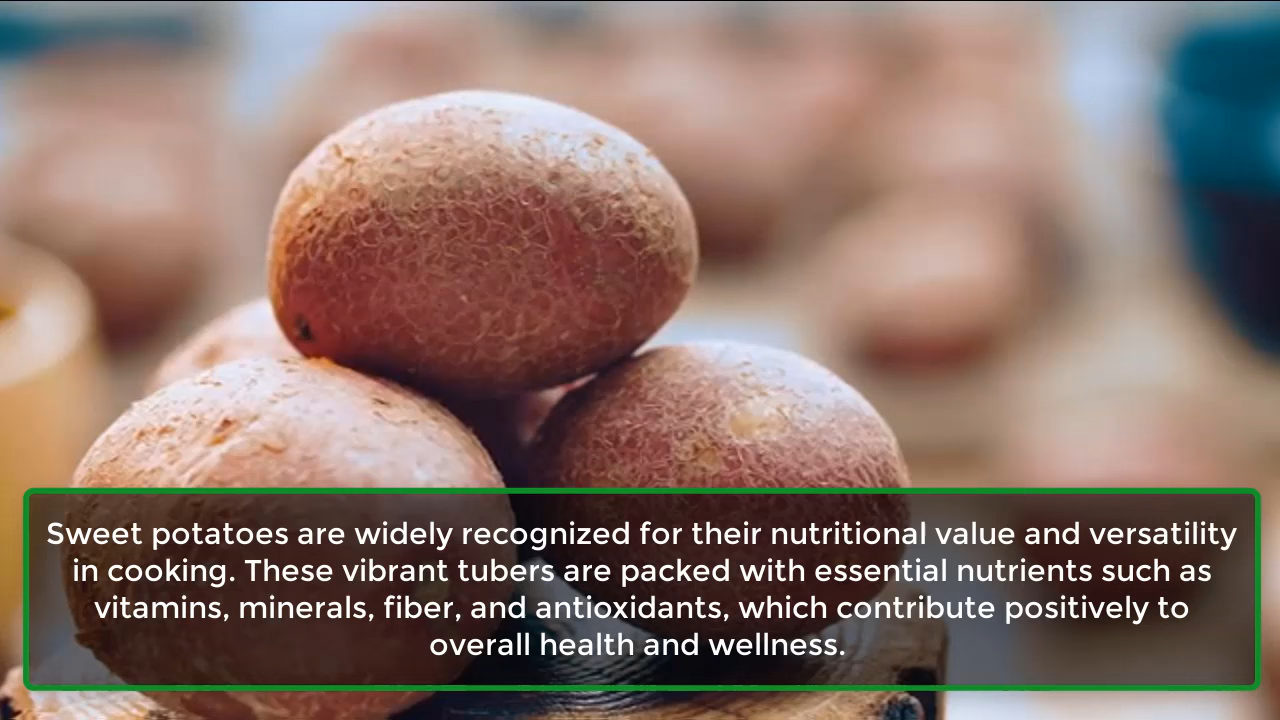 Sweet potatoes are widely recognized for their nutritional value and versatility
in cooking. These vibrant tubers are packed with essential nutrients such as
vitamins, minerals, fiber, and antioxidants, which contribute positively to
overall health and wellness.